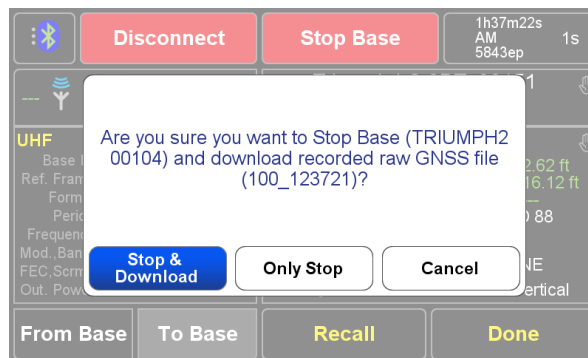 Disconnect
Stop Base
1h37m22s
AM
5843ep
1s
---
Are you sure you want to Stop Base (TRIUMPH2
00104) and download recorded raw GNSS file
(100_123721)?
UHF
Base
Ref. Fram
Form
Perio
Frequenc
Mod.,Ban
FEC,Scrm
Out. Powe
2.62 ft
16.12 ft
---
88
NE
ertical
Stop &
Download
Only Stop
Cancel
From Base
To Base
Recall
Done